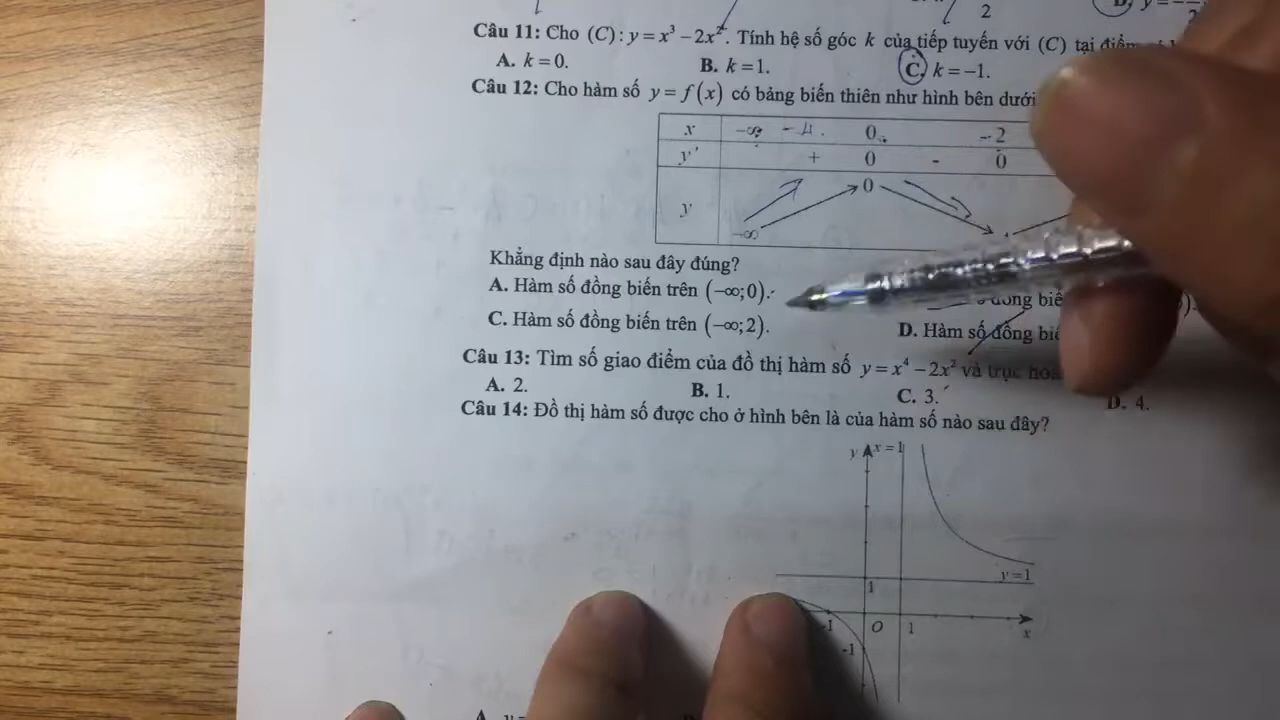 2
Câu 11: Cho (C): y = x³ − 2x². Tính hệ số góc k của tiếp tuyến với (C) tại điểm
A. k = 0. B. k = 1. C. k = −1.
Câu 12: Cho hàm số y = f(x) có bảng biến thiên như hình bên dưới
x −∞ 0 −2
y' + 0 - 0
0
y
−∞
Khẳng định nào sau đây đúng?
A. Hàm số đồng biến trên (−∞;0).
C. Hàm số đồng biến trên (−∞;2). D. Hàm số đồng
Câu 13: Tìm số giao điểm của đồ thị hàm số y = x⁴ − 2x² và trục
A. 2. B. 1. C. 3. D. 4.
Câu 14: Đồ thị hàm số được cho ở hình bên là của hàm số nào sau đây?
y x = 1
y = 1
1
-1 O 1 x
-1